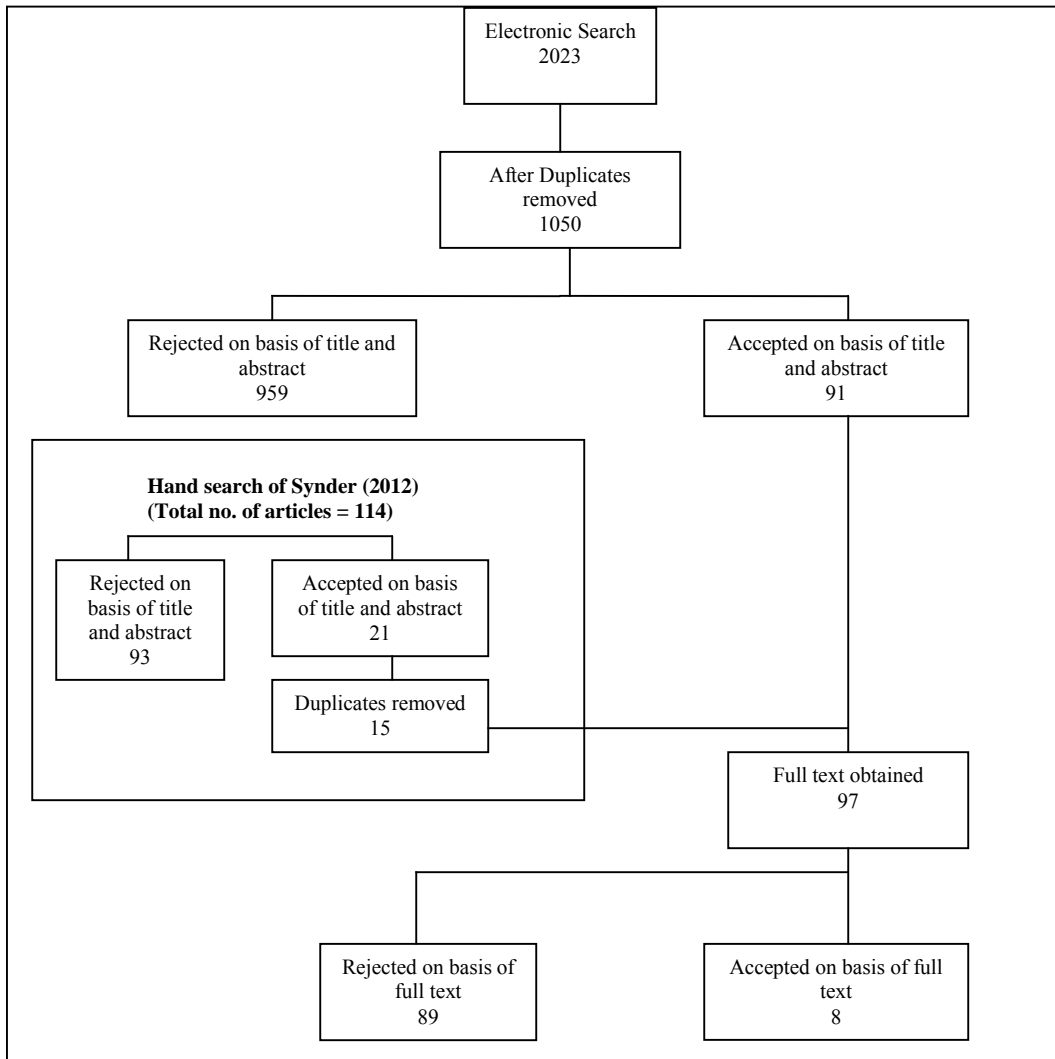 Electronic Search
2023
After Duplicates
removed
1050
Rejected on basis of title and
abstract
959
Accepted on basis of title
and abstract
91
Hand search of Synder (2012)
(Total no. of articles = 114)
Rejected on
basis of title
and abstract
93
Accepted on basis
of title and abstract
21
Duplicates removed
15
Full text obtained
97
Rejected on basis of
full text
89
Accepted on basis of full
text
8